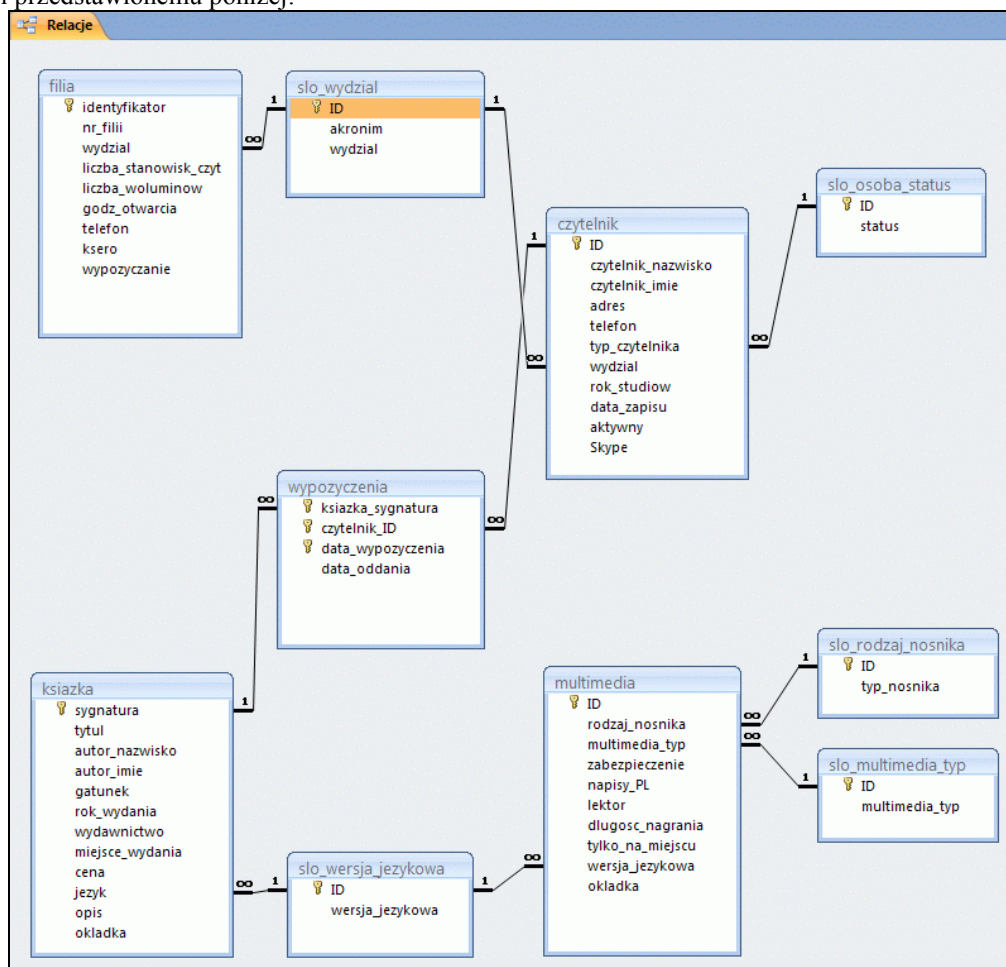 i przedstawionemu poniżej.
Relacje
filia
identyfikator
nr_filii
wydzial
liczba_stanowisk_czyt
liczba_woluminow
godz_otwarcia
telefon
ksero
wypozyczanie
slo_wydzial
ID
akronim
wydzial
czytelnik
ID
czytelnik_nazwisko
czytelnik_imie
adres
telefon
typ_czytelnika
wydzial
rok_studiow
data_zapisu
aktywny
Skype
slo_osoba_status
ID
status
wypozyczenia
ksiazka_sygnatura
czytelnik_ID
data_wypozyczenia
data_oddania
ksiazka
sygnatura
tytul
autor_nazwisko
autor_imie
gatunek
rok_wydania
wydawnictwo
miejsce_wydania
cena
jezyk
opis
okladka
slo_wersja_jezykowa
ID
wersja_jezykowa
multimedia
ID
rodzaj_nosnika
multimedia_typ
zabezpieczenie
napisy_PL
lektor
dlugosc_nagrania
tylko_na_miejscu
wersja_jezykowa
okladka
slo_rodzaj_nosnika
ID
typ_nosnika
slo_multimedia_typ
ID
multimedia_typ
1
∞
1
∞
1
∞
1
∞
1
∞
1
∞
1
∞
1
∞
1
∞